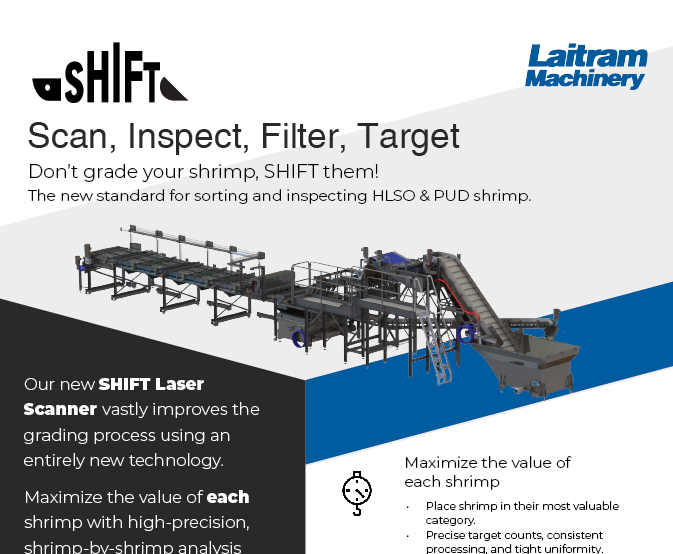 SHIFT
Laitram
Machinery
Scan, Inspect, Filter, Target
Don’t grade your shrimp, SHIFT them!
The new standard for sorting and inspecting HLSO & PUD shrimp.
Our new SHIFT Laser
Scanner vastly improves the
grading process using an
entirely new technology.
Maximize the value of each
shrimp with high-precision,
shrimp-by-shrimp analysis
Maximize the value of
each shrimp
• Place shrimp in their most valuable
category.
• Precise target counts, consistent
processing, and tight uniformity.